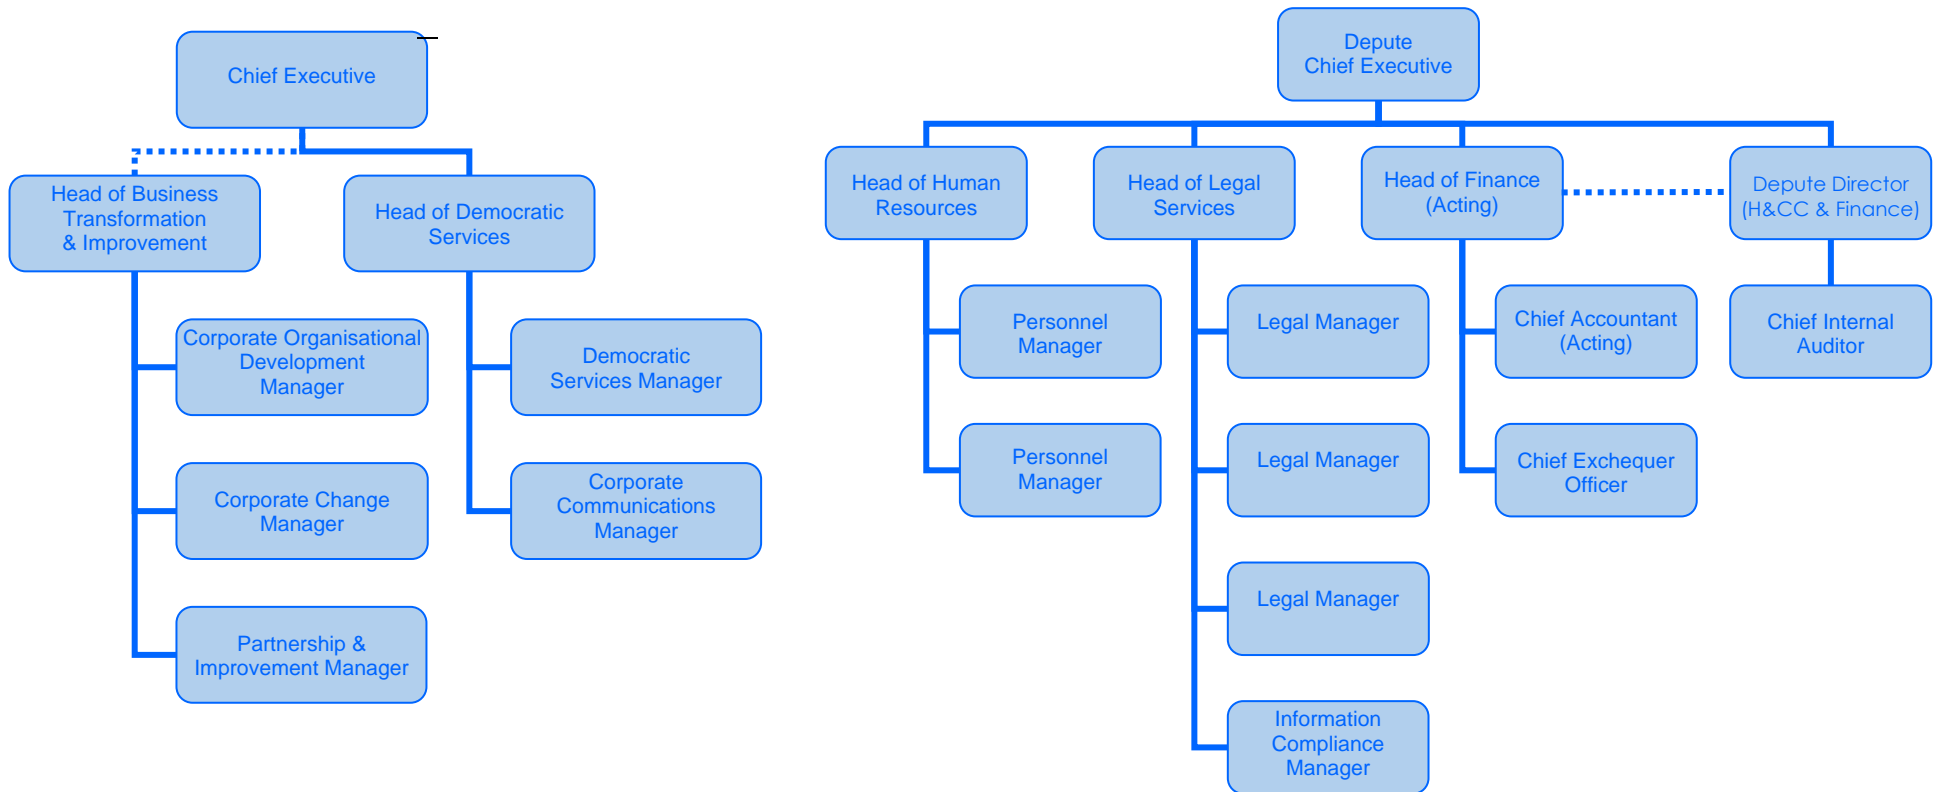 Chief Executive
Head of Business
Transformation
& Improvement
Head of Democratic
Services
Corporate Organisational
Development
Manager
Democratic
Services Manager
Corporate Change
Manager
Corporate
Communications
Manager
Partnership &
Improvement Manager
Depute
Chief Executive
Head of Human
Resources
Head of Legal
Services
Head of Finance
(Acting)
Depute Director
(H&CC & Finance)
Personnel
Manager
Legal Manager
Chief Accountant
(Acting)
Chief Internal
Auditor
Personnel
Manager
Legal Manager
Chief Exchequer
Officer
Legal Manager
Information
Compliance
Manager